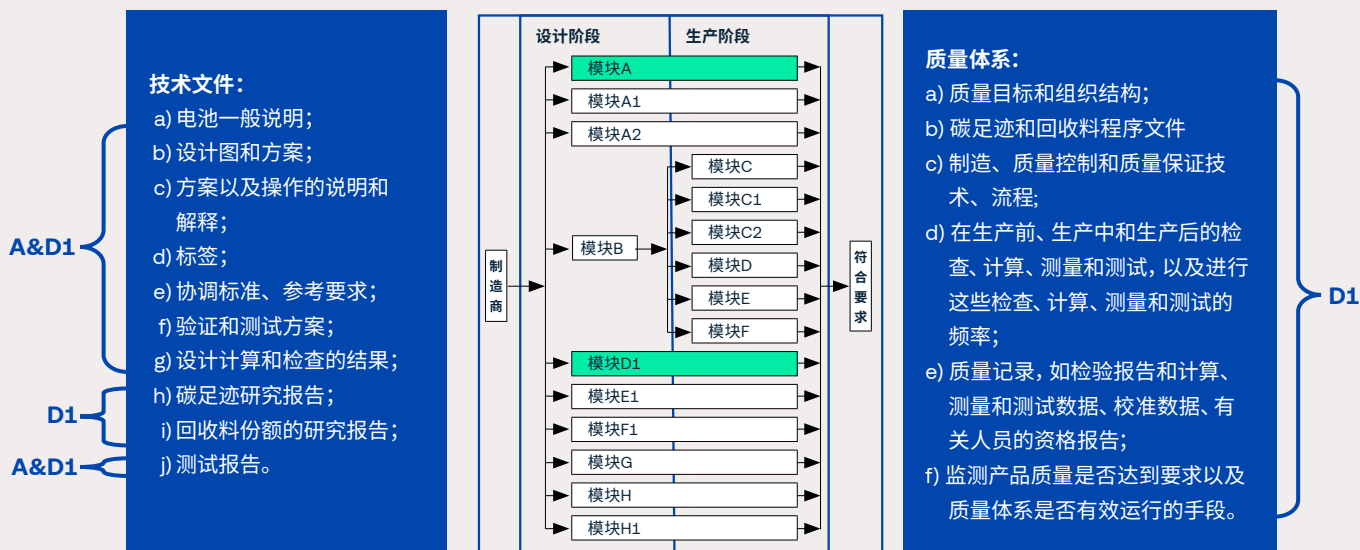 技术文件：
a) 电池一般说明；
b) 设计图和方案；
c) 方案以及操作的说明和
解释；
d) 标签；
e) 协调标准、参考要求；
f) 验证和测试方案；
g) 设计计算和检查的结果；
h) 碳足迹研究报告；
i) 回收料份额的研究报告；
j) 测试报告。
A&D1
D1
A&D1
设计阶段
生产阶段
模块A
模块A1
模块A2
模块C
模块C1
模块C2
模块B
模块D
模块E
模块F
模块D1
模块E1
模块F1
模块G
模块H
模块H1
制造商
符合要求
质量体系：
a) 质量目标和组织结构；
b) 碳足迹和回收料程序文件
c) 制造、质量控制和质量保证技
术、流程;
d) 在生产前、生产中和生产后的检
查、计算、测量和测试，以及进行
这些检查、计算、测量和测试的
频率；
e) 质量记录，如检验报告和计算、
测量和测试数据、校准数据、有
关人员的资格报告；
f) 监测产品质量是否达到要求以及
质量体系是否有效运行的手段。
D1